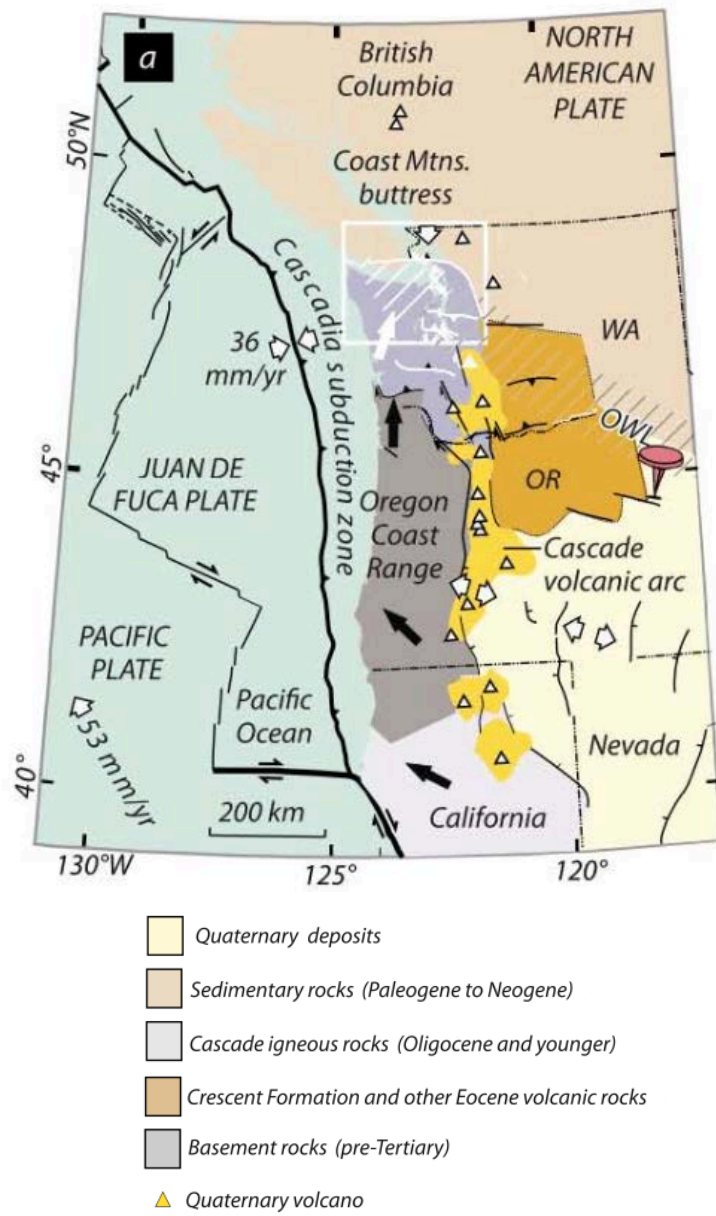 a
British
Columbia
NORTH
AMERICAN
PLATE
50°N
Coast Mtns.
buttress
Cascadia subduction zone
36
mm/yr
WA
OWL
45°
JUAN DE
FUCA PLATE
Oregon
Coast
Range
OR
Cascade
volcanic arc
PACIFIC
PLATE
53 mm/yr
Pacific
Ocean
Nevada
40°
200 km
California
130°W
125°
120°
Quaternary deposits
Sedimentary rocks (Paleogene to Neogene)
Cascade igneous rocks (Oligocene and younger)
Crescent Formation and other Eocene volcanic rocks
Basement rocks (pre-Tertiary)
Quaternary volcano